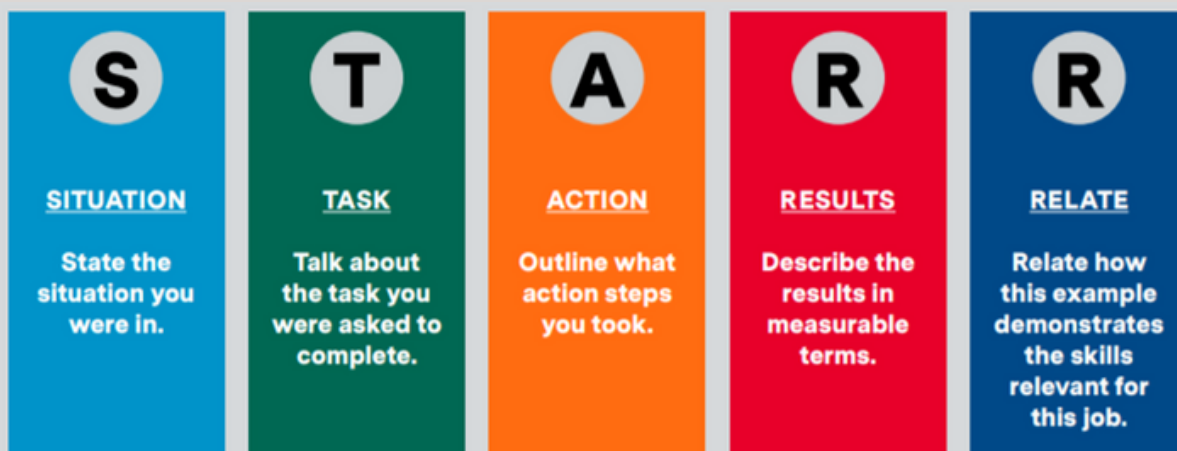 S
SITUATION
State the
situation you
were in.
T
TASK
Talk about
the task you
were asked to
complete.
A
ACTION
Outline what
action steps
you took.
R
RESULTS
Describe the
results in
measurable
terms.
R
RELATE
Relate how
this example
demonstrates
the skills
relevant for
this job.